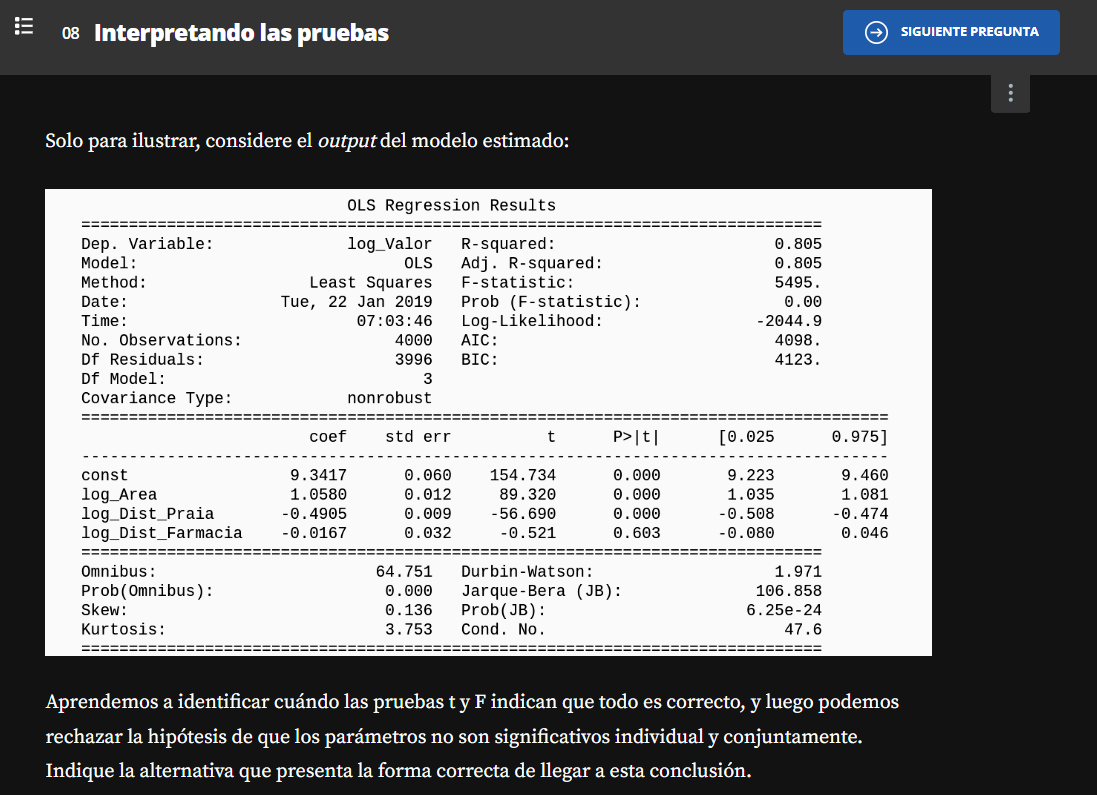 08 Interpretando las pruebas
SIGUIENTE PREGUNTA
Solo para ilustrar, considere el output del modelo estimado:
OLS Regression Results
==============================================================================
Dep. Variable: log_Valor R-squared: 0.805
Model: OLS Adj. R-squared: 0.805
Method: Least Squares F-statistic: 5495.
Date: Tue, 22 Jan 2019 Prob (F-statistic): 0.00
Time: 07:03:46 Log-Likelihood: -2044.9
No. Observations: 4000 AIC: 4098.
Df Residuals: 3996 BIC: 4123.
Df Model: 3
Covariance Type: nonrobust
=====================================================================================
coef std err t P>|t| [0.025 0.975]
-------------------------------------------------------------------------------------
const 9.3417 0.060 154.734 0.000 9.223 9.460
log_Area 1.0580 0.012 89.320 0.000 1.035 1.081
log_Dist_Praia -0.4905 0.009 -56.690 0.000 -0.508 -0.474
log_Dist_Farmacia -0.0167 0.032 -0.521 0.603 -0.080 0.046
==============================================================================
Omnibus: 64.751 Durbin-Watson: 1.971
Prob(Omnibus): 0.000 Jarque-Bera (JB): 106.858
Skew: 0.136 Prob(JB): 6.25e-24
Kurtosis: 3.753 Cond. No. 47.6
==============================================================================
Aprendemos a identificar cuándo las pruebas t y F indican que todo es correcto, y luego podemos
rechazar la hipótesis de que los parámetros no son significativos individual y conjuntamente.
Indique la alternativa que presenta la forma correcta de llegar a esta conclusión.